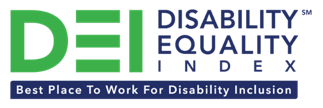 DEI DISABILITY℠
EQUALITY
INDEX
Best Place To Work For Disability Inclusion